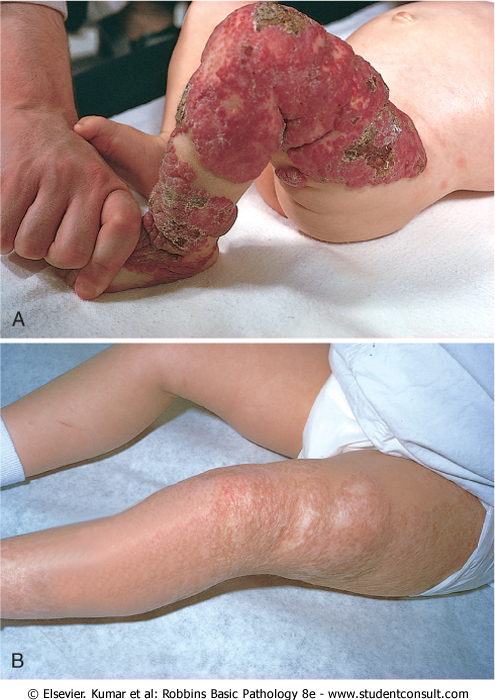 A
B
© Elsevier. Kumar et al: Robbins Basic Pathology 8e - www.studentconsult.com